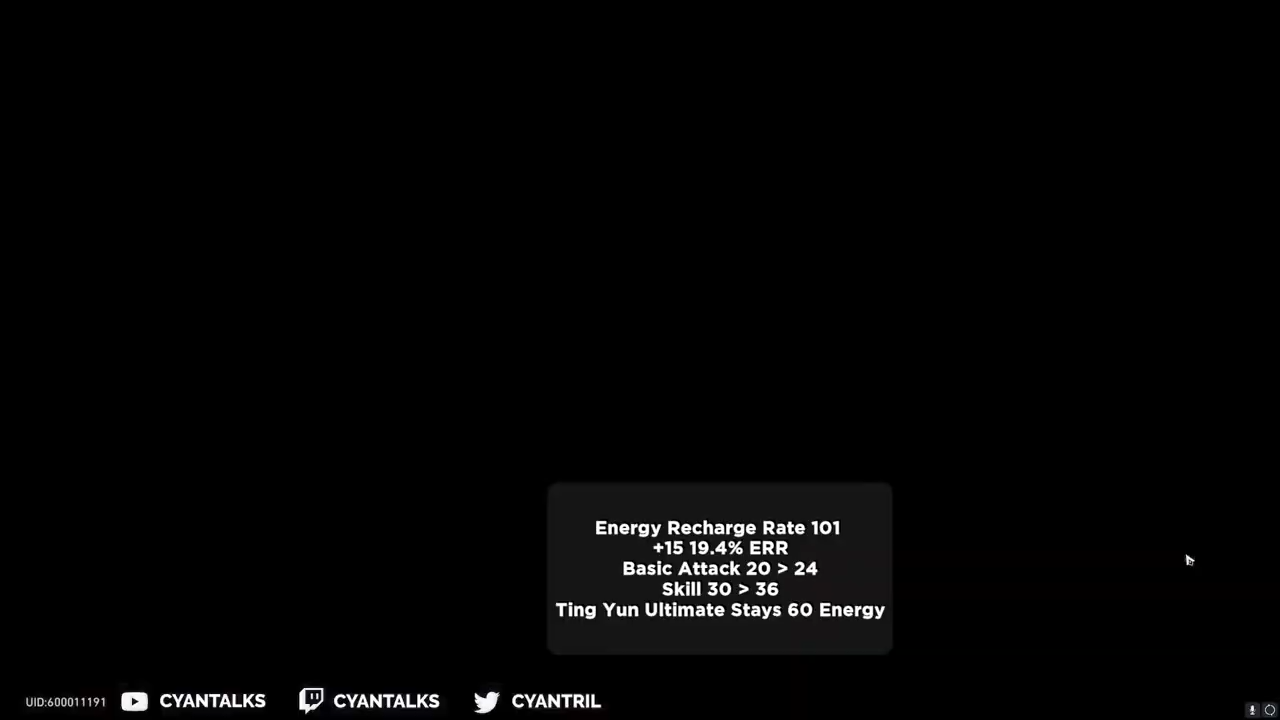 Energy Recharge Rate 101
+15 19.4% ERR
Basic Attack 20 > 24
Skill 30 > 36
Ting Yun Ultimate Stays 60 Energy
UID:600011191 CYANTALKS CYANTALKS CYANTRIL